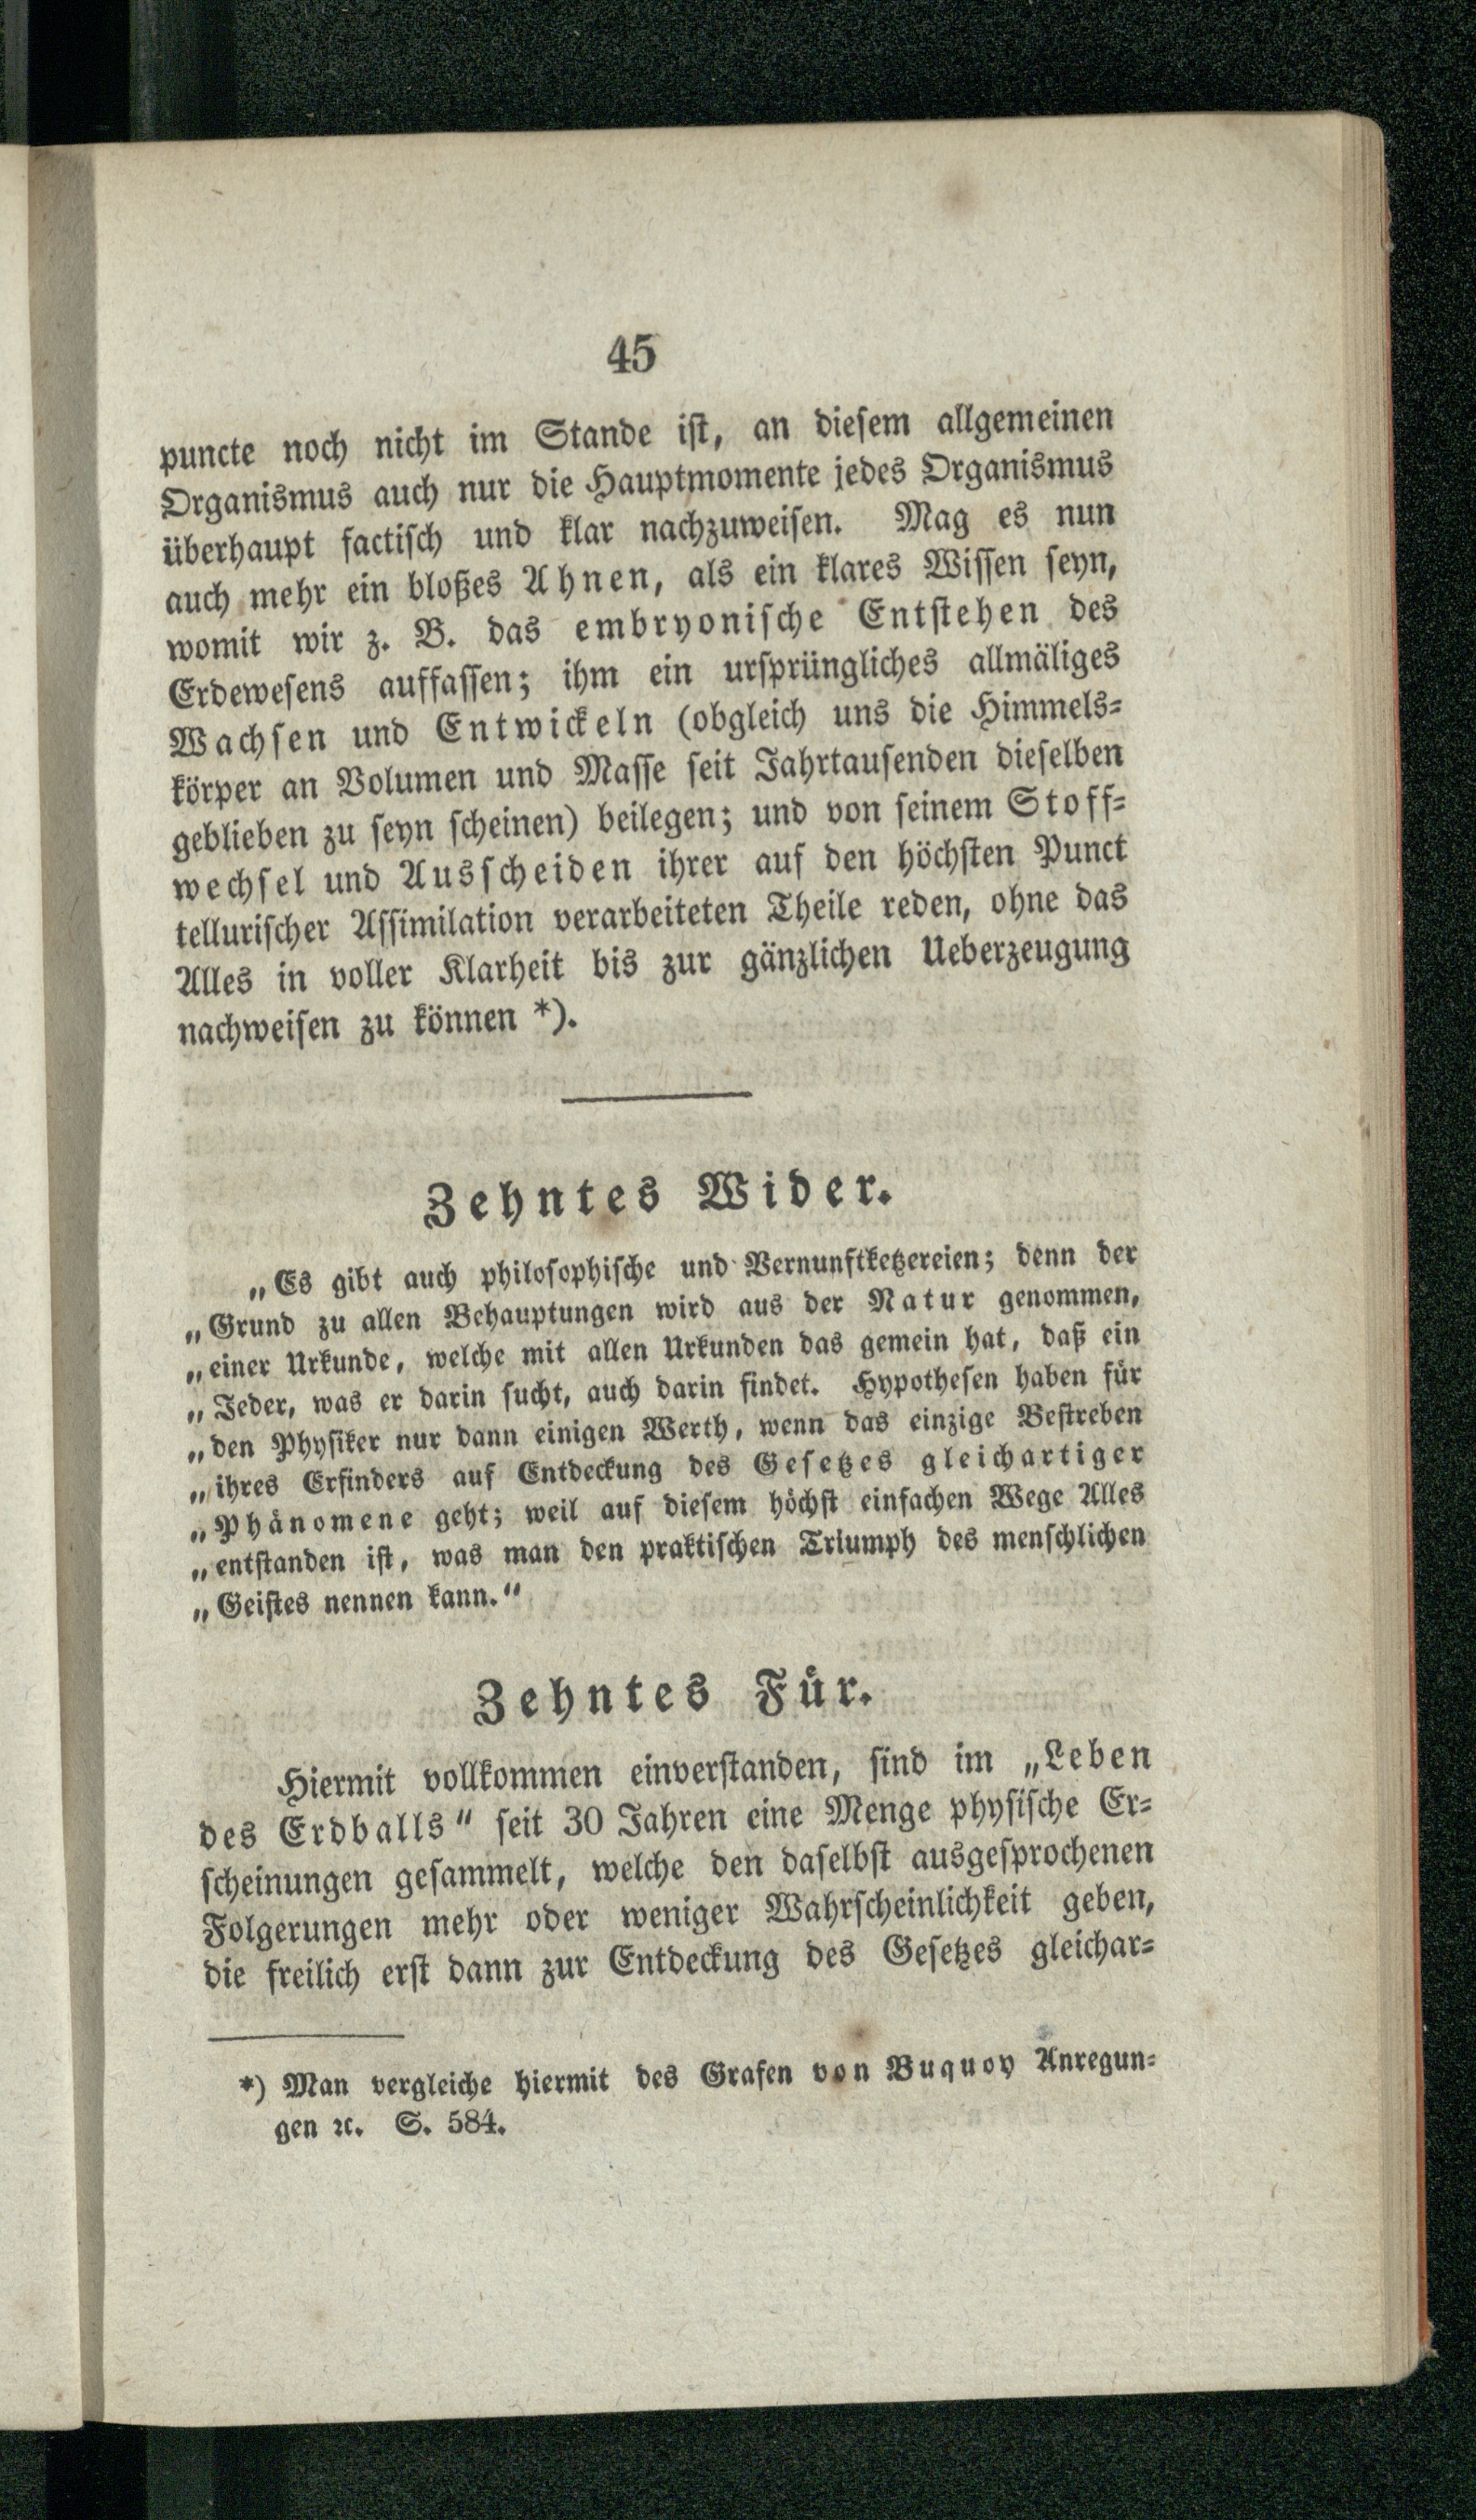 45
puncte noch nicht im Stande ist, an diesem allgemeinen
Organismus auch nur die Hauptmomente jedes Organismus
überhaupt factisch und klar nachzuweisen. Mag es nun
auch mehr ein bloßes Ahnen, als ein klares Wissen seyn,
womit wir z. B. das embryonische Entstehen des
Erdewesens auffassen; ihm ein ursprüngliches allmäliges
Wachsen und Entwickeln (obgleich uns die Himmels-
körper an Volumen und Masse seit Jahrtausenden dieselben
geblieben zu seyn scheinen) beilegen; und von seinem Stoff-
wechsel und Ausscheiden ihrer auf den höchsten Punct
tellurischer Assimilation verarbeiteten Theile reden, ohne das
Alles in voller Klarheit bis zur gänzlichen Ueberzeugung
nachweisen zu können *).
Zehntes Wider.
„Es gibt auch philosophische und Vernunftketzereien; denn der
„Grund zu allen Behauptungen wird aus der Natur genommen,
„einer Urkunde, welche mit allen Urkunden das gemein hat, daß ein
„Jeder, was er darin sucht, auch darin findet. Hypothesen haben für
„den Physiker nur dann einigen Werth, wenn das einzige Bestreben
„ihres Erfinders auf Entdeckung des Gesetzes gleichartiger
„Phänomene geht; weil auf diesem höchst einfachen Wege Alles
„entstanden ist, was man den praktischen Triumph des menschlichen
„Geistes nennen kann.“
Zehntes Für.
Hiermit vollkommen einverstanden, sind im „Leben
des Erdballs“ seit 30 Jahren eine Menge physische Er-
scheinungen gesammelt, welche den daselbst ausgesprochenen
Folgerungen mehr oder weniger Wahrscheinlichkeit geben,
die freilich erst dann zur Entdeckung des Gesetzes gleichar-
*) Man vergleiche hiermit des Grafen von Buquoy Anregun-
gen ꝛc. S. 584.